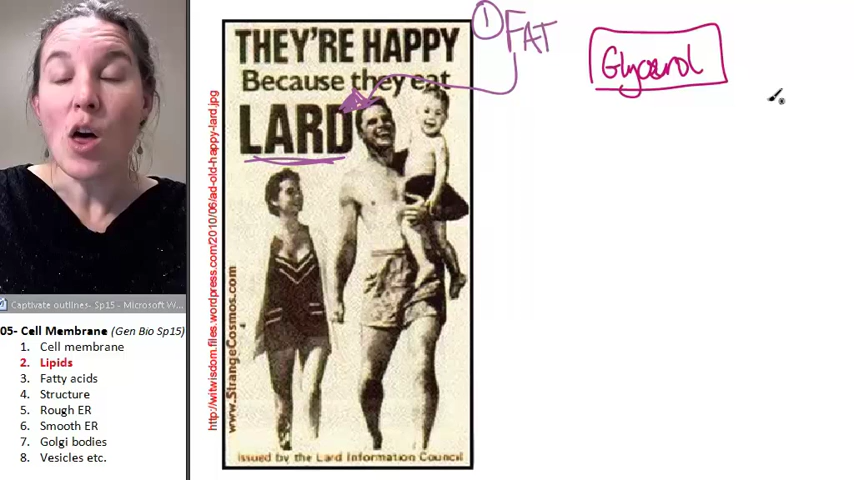 THEY'RE HAPPY
Because they eat
LARD
www.StrangeCosmos.com
Issued by the Lard Information Council
http://witwisdom.files.wordpress.com/2010/06/ad-old-happy-lard.jpg
① FAT
Glycerol
Captivate outlines- Sp15 - Microsoft W...
05- Cell Membrane (Gen Bio Sp15)
1. Cell membrane
2. Lipids
3. Fatty acids
4. Structure
5. Rough ER
6. Smooth ER
7. Golgi bodies
8. Vesicles etc.